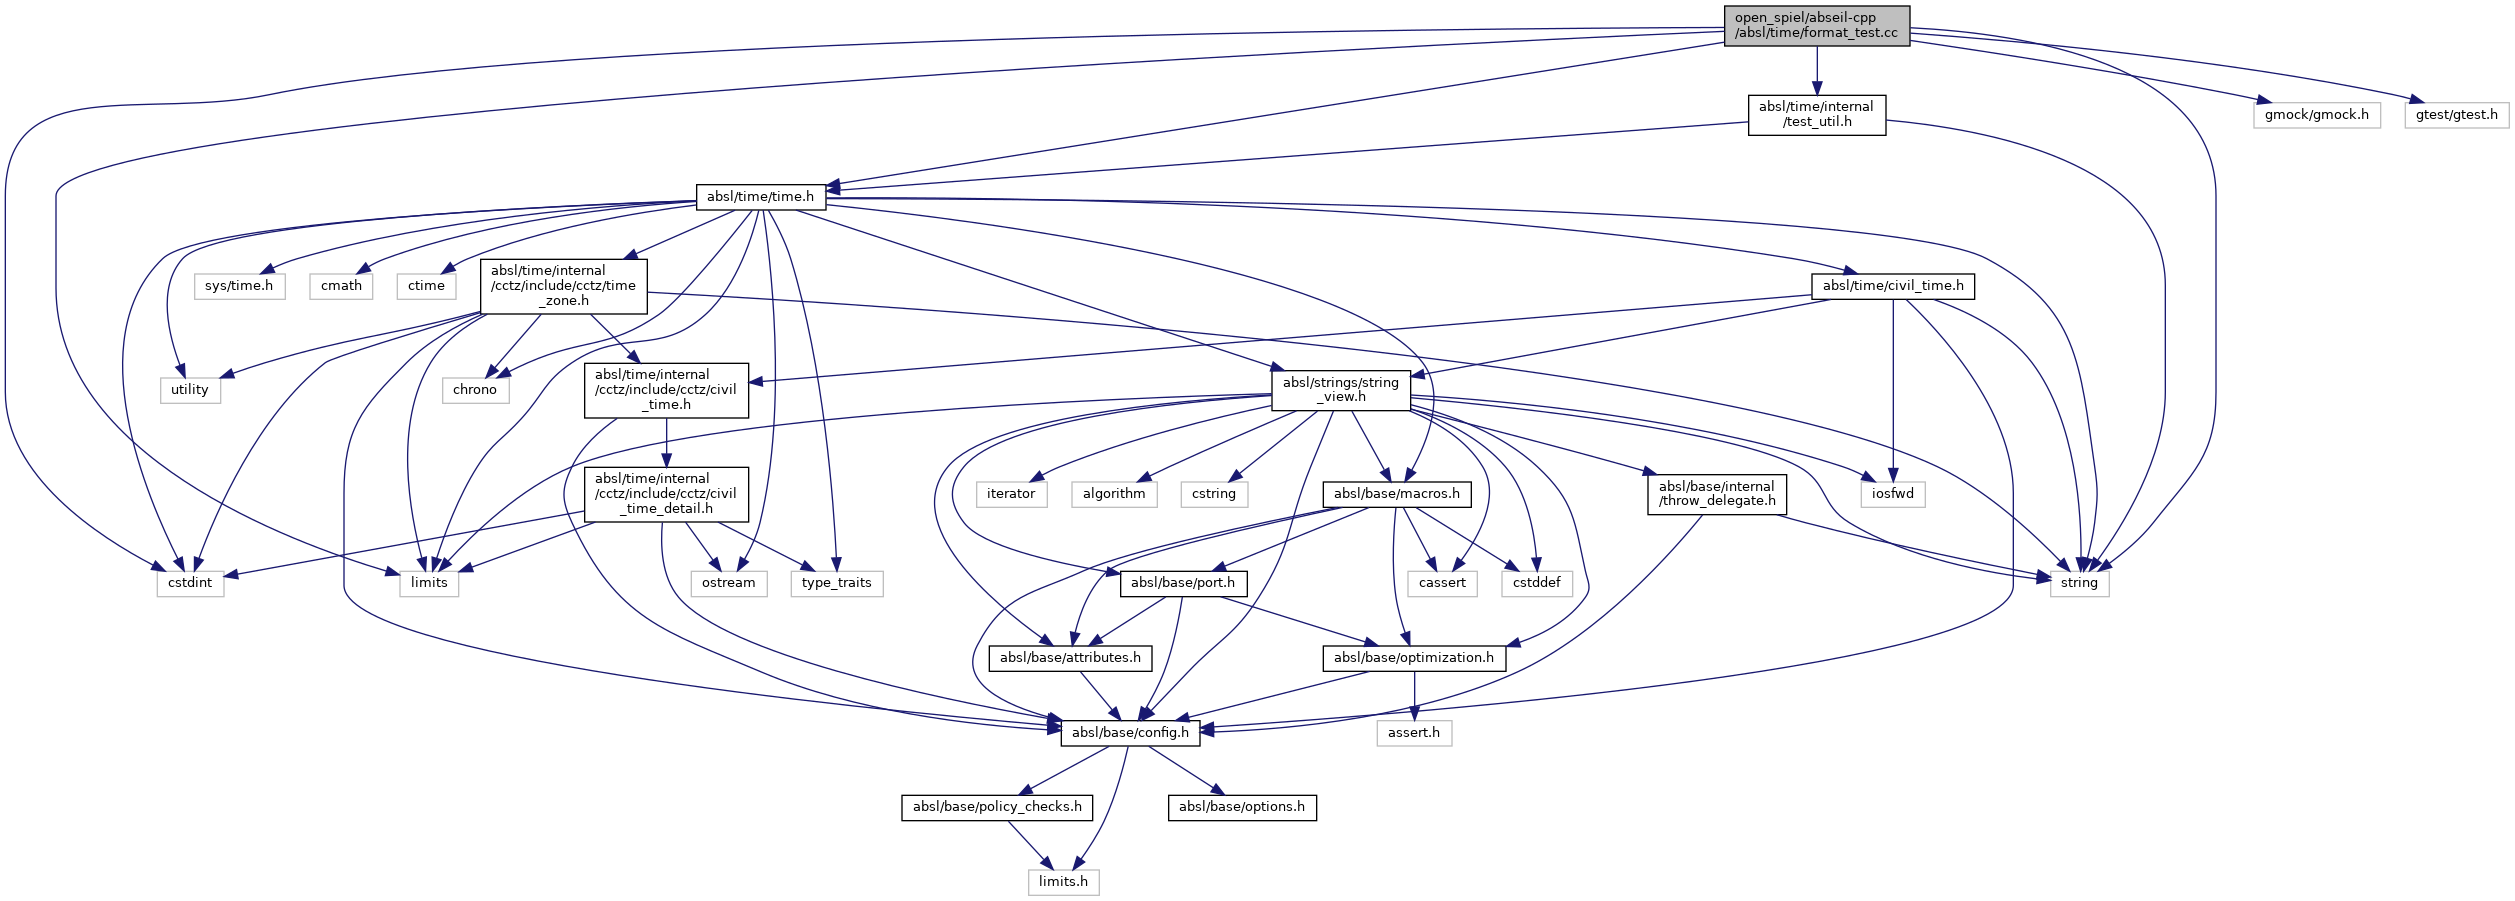 open_spiel/abseil-cpp
/absl/time/format_test.cc
absl/time/internal
/test_util.h
gmock/gmock.h
gtest/gtest.h
absl/time/time.h
sys/time.h
cmath
ctime
absl/time/internal
/cctz/include/cctz/time
_zone.h
absl/time/civil_time.h
utility
chrono
absl/time/internal
/cctz/include/cctz/civil
_time.h
absl/strings/string
_view.h
absl/time/internal
/cctz/include/cctz/civil
_time_detail.h
iterator
algorithm
cstring
absl/base/macros.h
absl/base/internal
/throw_delegate.h
iosfwd
cstdint
limits
ostream
type_traits
absl/base/port.h
cassert
cstddef
string
absl/base/attributes.h
absl/base/optimization.h
absl/base/config.h
assert.h
absl/base/policy_checks.h
absl/base/options.h
limits.h